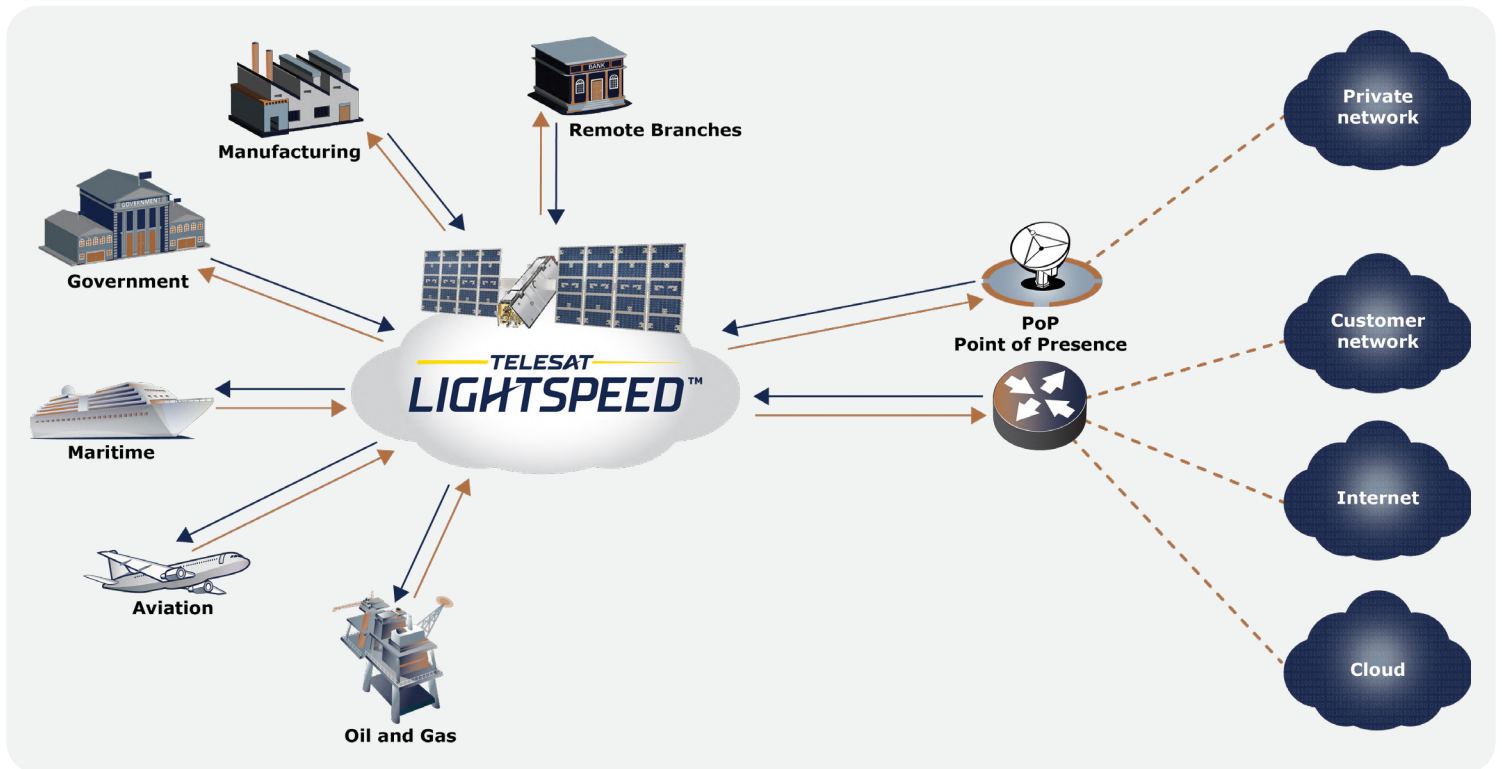 BANK
Remote Branches
Manufacturing
GOVERNMENT
Government
Private
network
PoP
Point of Presence
Customer
network
TELESAT
LIGHTSPEED™
Maritime
Internet
Aviation
Cloud
Oil and Gas